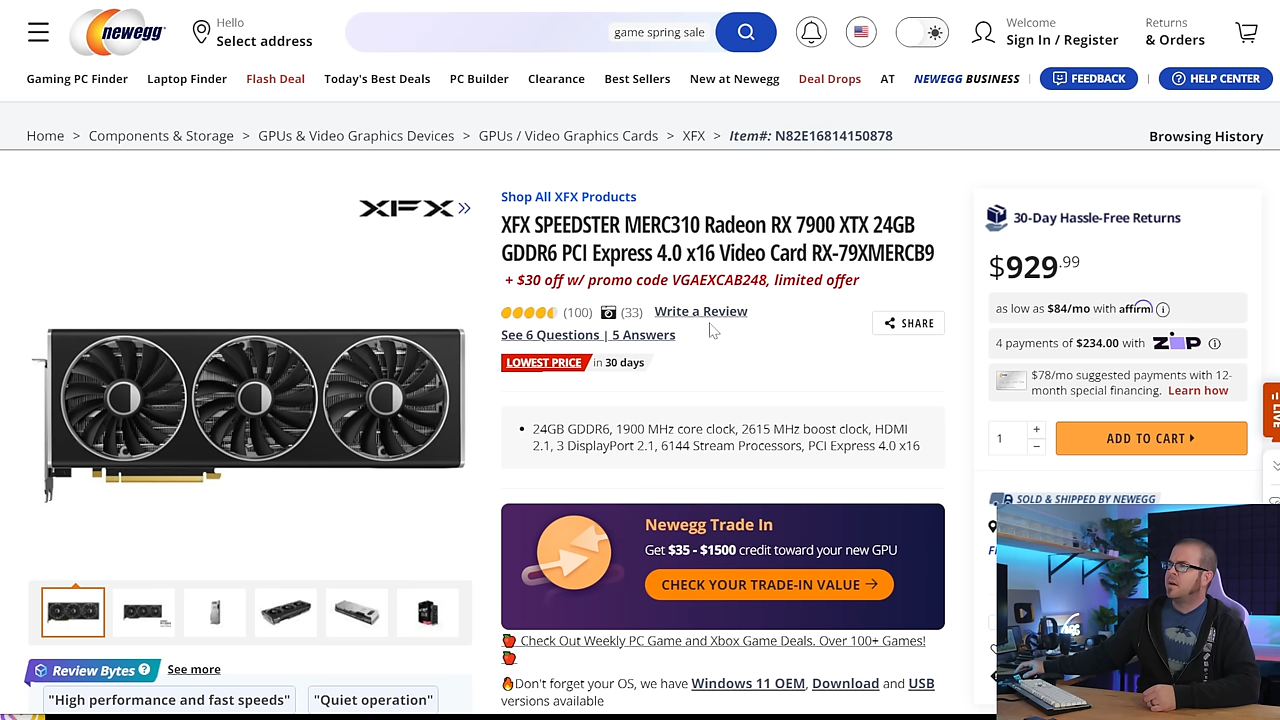 newegg
Hello
Select address
game spring sale
Welcome
Sign In / Register
Returns
& Orders
Gaming PC Finder
Laptop Finder
Flash Deal
Today's Best Deals
PC Builder
Clearance
Best Sellers
New at Newegg
Deal Drops
AT
NEWEGG BUSINESS
FEEDBACK
HELP CENTER
Home > Components & Storage > GPUs & Video Graphics Devices > GPUs / Video Graphics Cards > XFX > Item#: N82E16814150878
Browsing History
XFX
Shop All XFX Products
XFX SPEEDSTER MERC310 Radeon RX 7900 XTX 24GB
GDDR6 PCI Express 4.0 x16 Video Card RX-79XMERCB9
+ $30 off w/ promo code VGAEXCAB248, limited offer
(100) (33) Write a Review
See 6 Questions | 5 Answers
SHARE
LOWEST PRICE in 30 days
• 24GB GDDR6, 1900 MHz core clock, 2615 MHz boost clock, HDMI
2.1, 3 DisplayPort 2.1, 6144 Stream Processors, PCI Express 4.0 x16
Newegg Trade In
Get $35 - $1500 credit toward your new GPU
CHECK YOUR TRADE-IN VALUE
Check Out Weekly PC Game and Xbox Game Deals. Over 100+ Games!
Don't forget your OS, we have Windows 11 OEM, Download and USB
versions available
Review Bytes ? See more
"High performance and fast speeds"
"Quiet operation"
30-Day Hassle-Free Returns
$929.99
as low as $84/mo with affirm
4 payments of $234.00 with ZIP
$78/mo suggested payments with 12-
month special financing. Learn how
1
+
−
ADD TO CART
SOLD & SHIPPED BY NEWEGG
LIVE